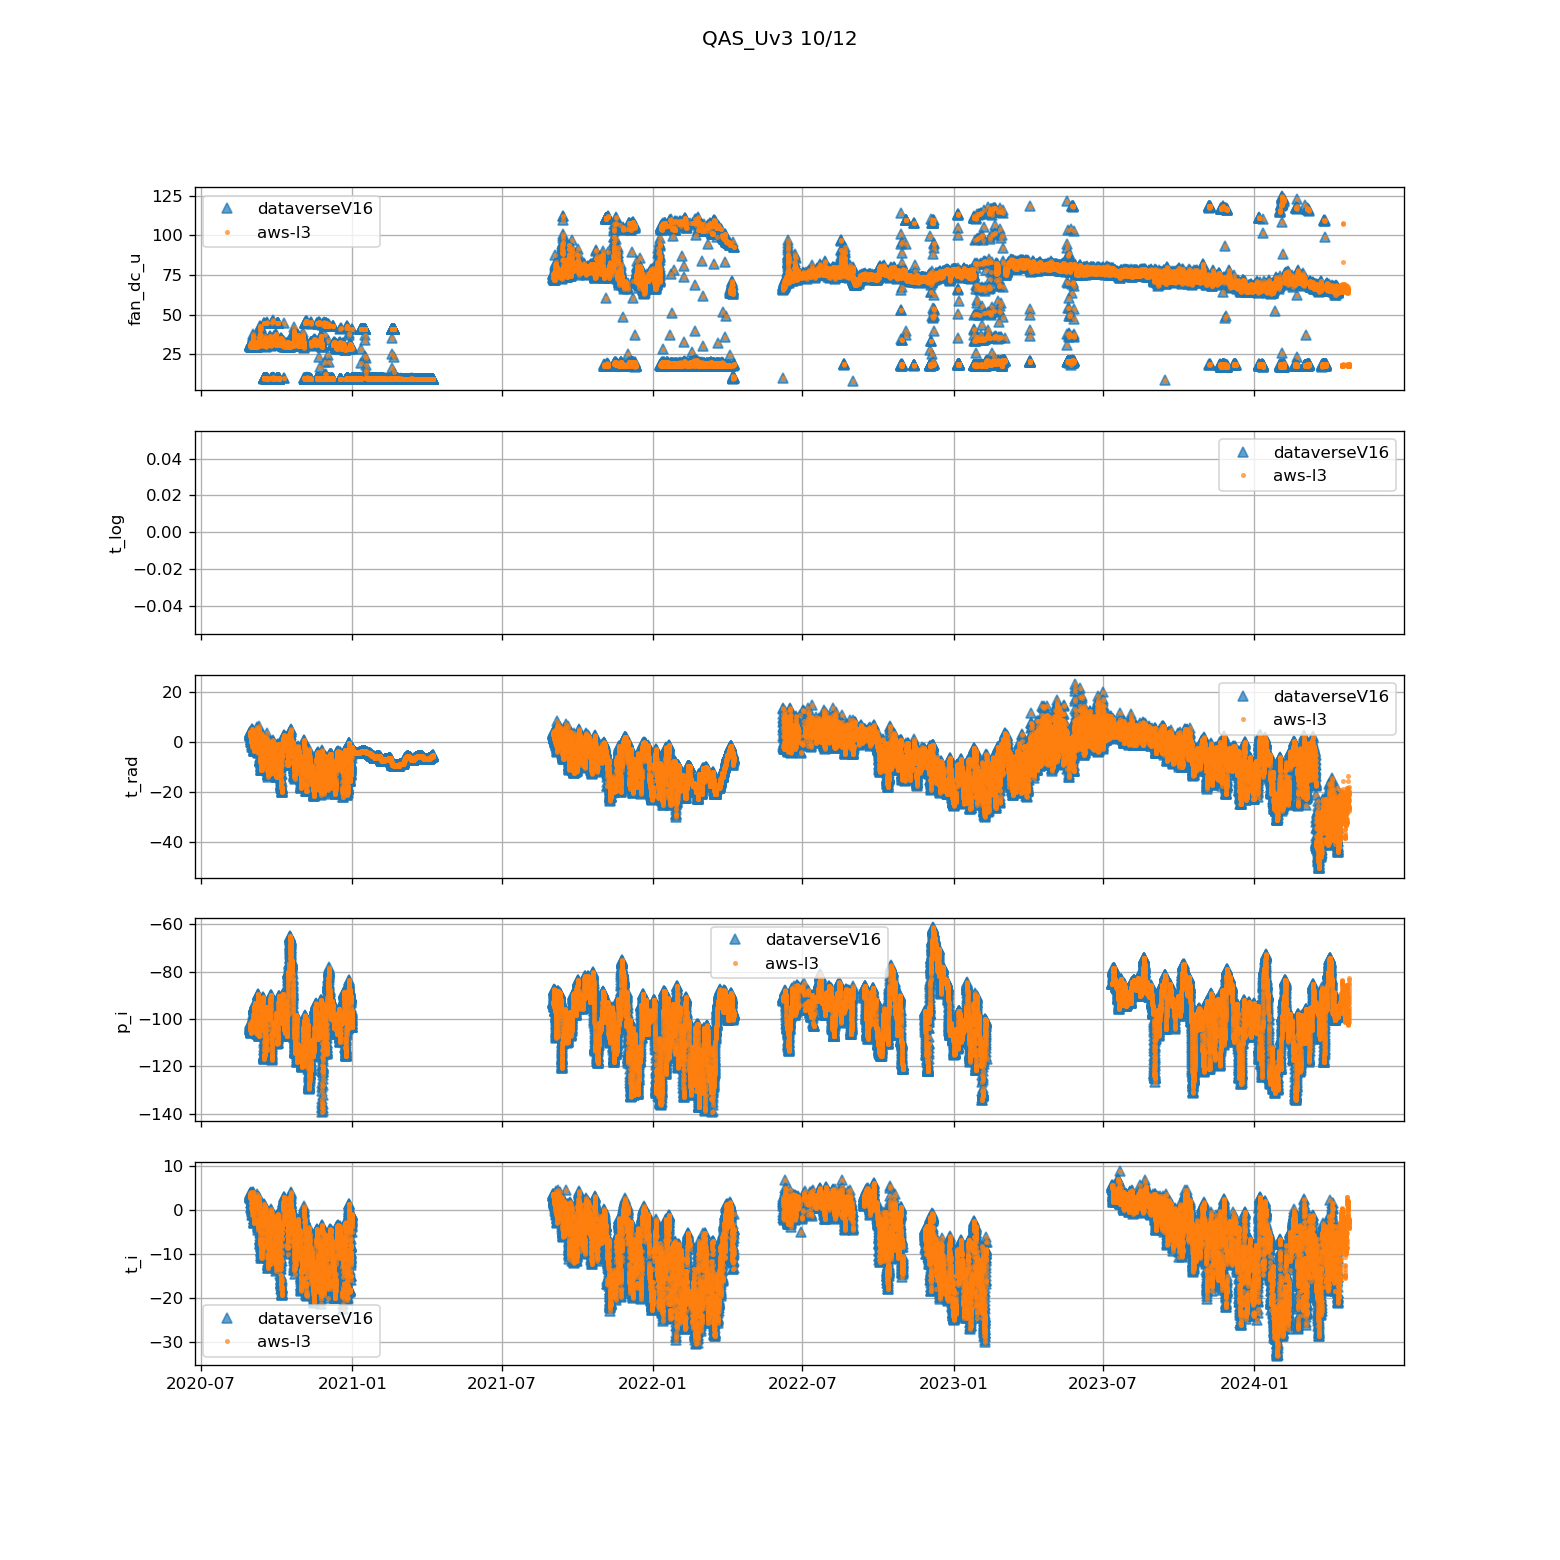 QAS_Uv3 10/12
125
100
75
50
25
fan_dc_u
dataverseV16
aws-l3
0.04
0.02
0.00
−0.02
−0.04
t_log
dataverseV16
aws-l3
20
0
−20
−40
t_rad
dataverseV16
aws-l3
−60
−80
−100
−120
−140
p_i
dataverseV16
aws-l3
10
0
−10
−20
−30
t_i
dataverseV16
aws-l3
2020-07 2021-01 2021-07 2022-01 2022-07 2023-01 2023-07 2024-01